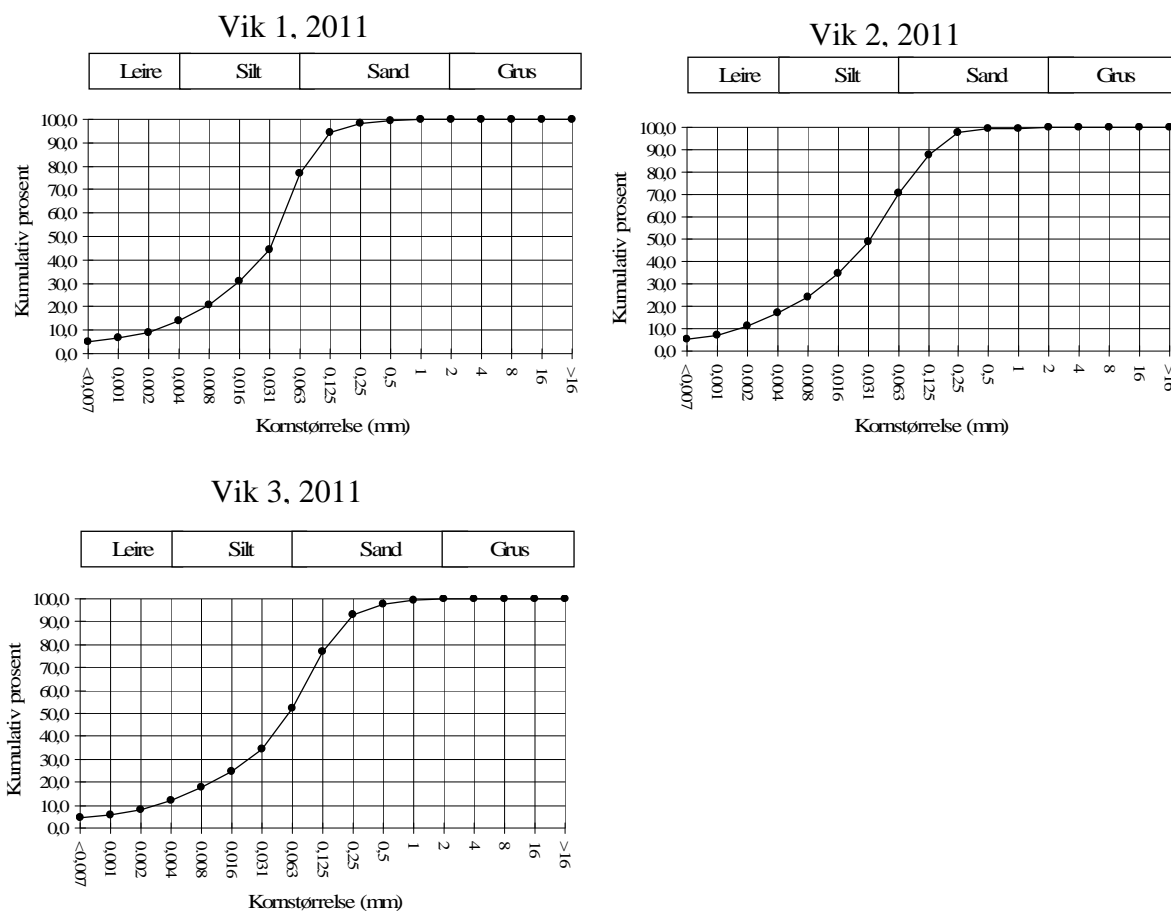 Vik 1, 2011
Leire Silt Sand Grus
100,0
90,0
80,0
70,0
60,0
50,0
40,0
30,0
20,0
10,0
0,0
Kumulativ prosent
<0,007 0,001 0,002 0,004 0,008 0,016 0,031 0,063 0,125 0,25 0,5 1 2 4 8 16 >16
Kornstørrelse (mm)
Vik 2, 2011
Leire Silt Sand Grus
100,0
90,0
80,0
70,0
60,0
50,0
40,0
30,0
20,0
10,0
0,0
Kumulativ prosent
<0,007 0,001 0,002 0,004 0,008 0,016 0,031 0,063 0,125 0,25 0,5 1 2 4 8 16 >16
Kornstørrelse (mm)
Vik 3, 2011
Leire Silt Sand Grus
100,0
90,0
80,0
70,0
60,0
50,0
40,0
30,0
20,0
10,0
0,0
Kumulativ prosent
<0,007 0,001 0,002 0,004 0,008 0,016 0,031 0,063 0,125 0,25 0,5 1 2 4 8 16 >16
Kornstørrelse (mm)